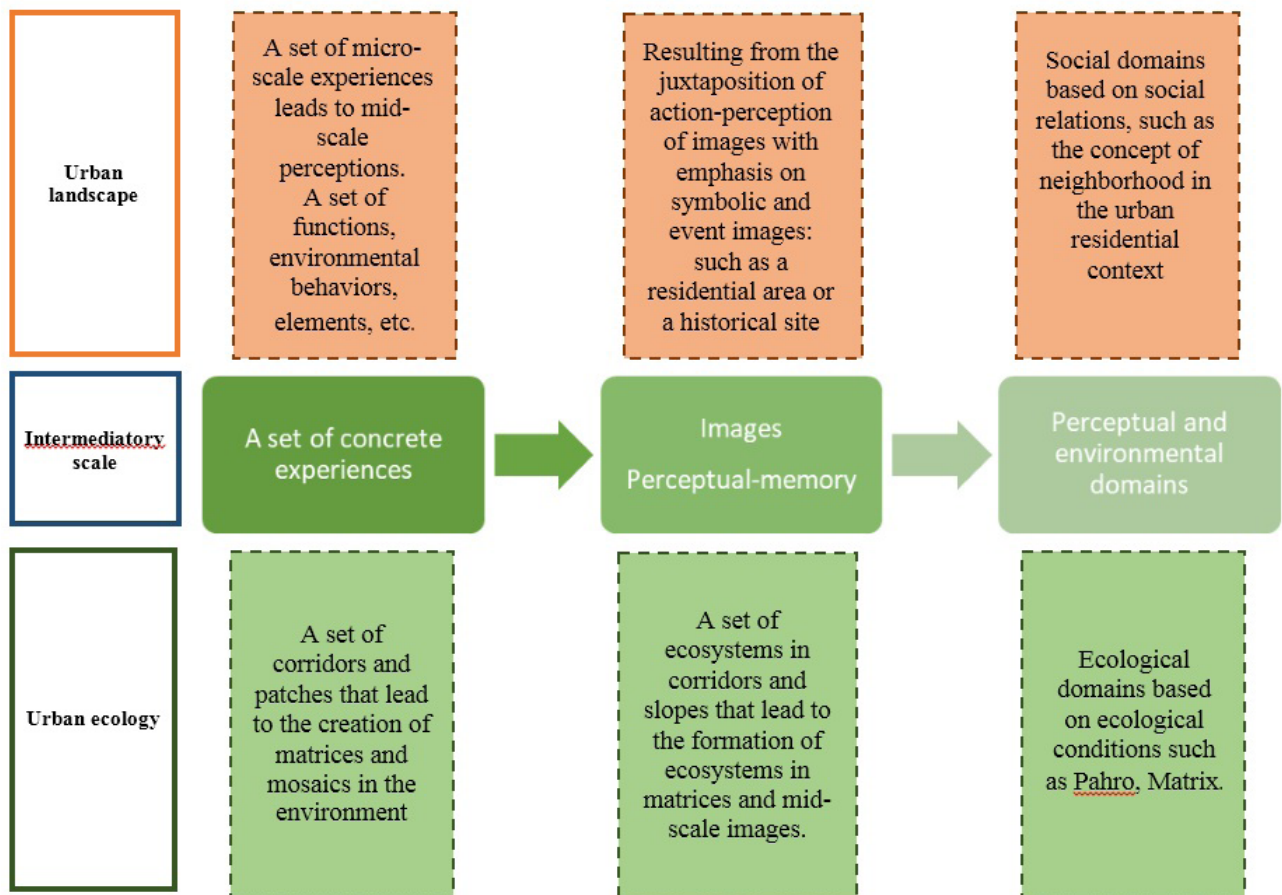 Urban
landscape
A set of micro-
scale experiences
leads to mid-
scale
perceptions.
A set of
functions,
environmental
behaviors,
elements, etc.
Resulting from the
juxtaposition of
action-perception
of images with
emphasis on
symbolic and
event images:
such as a
residential area or
a historical site
Social domains
based on social
relations, such as
the concept of
neighborhood in
the urban
residential
context
Intermediatory
scale
A set of concrete
experiences
Images
Perceptual-memory
Perceptual and
environmental
domains
Urban ecology
A set of
corridors and
patches that lead
to the creation of
matrices and
mosaics in the
environment
A set of
ecosystems in
corridors and
slopes that lead to
the formation of
ecosystems in
matrices and mid-
scale images.
Ecological
domains based
on ecological
conditions such
as Pahro, Matrix.